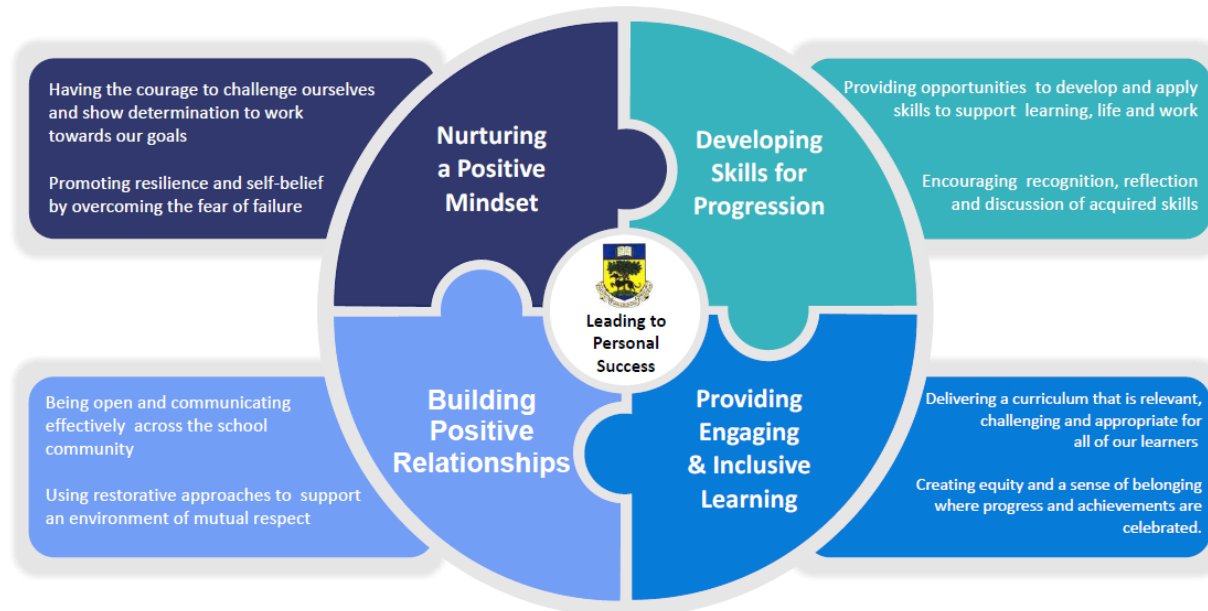 Having the courage to challenge ourselves
and show determination to work
towards our goals
Promoting resilience and self-belief
by overcoming the fear of failure
Nurturing
a Positive
Mindset
Developing
Skills for
Progression
Providing opportunities to develop and apply
skills to support learning, life and work
Encouraging recognition, reflection
and discussion of acquired skills
Leading to
Personal
Success
Being open and communicating
effectively across the school
community
Using restorative approaches to support
an environment of mutual respect
Building
Positive
Relationships
Providing
Engaging
& Inclusive
Learning
Delivering a curriculum that is relevant,
challenging and appropriate for
all of our learners
Creating equity and a sense of belonging
where progress and achievements are
celebrated.